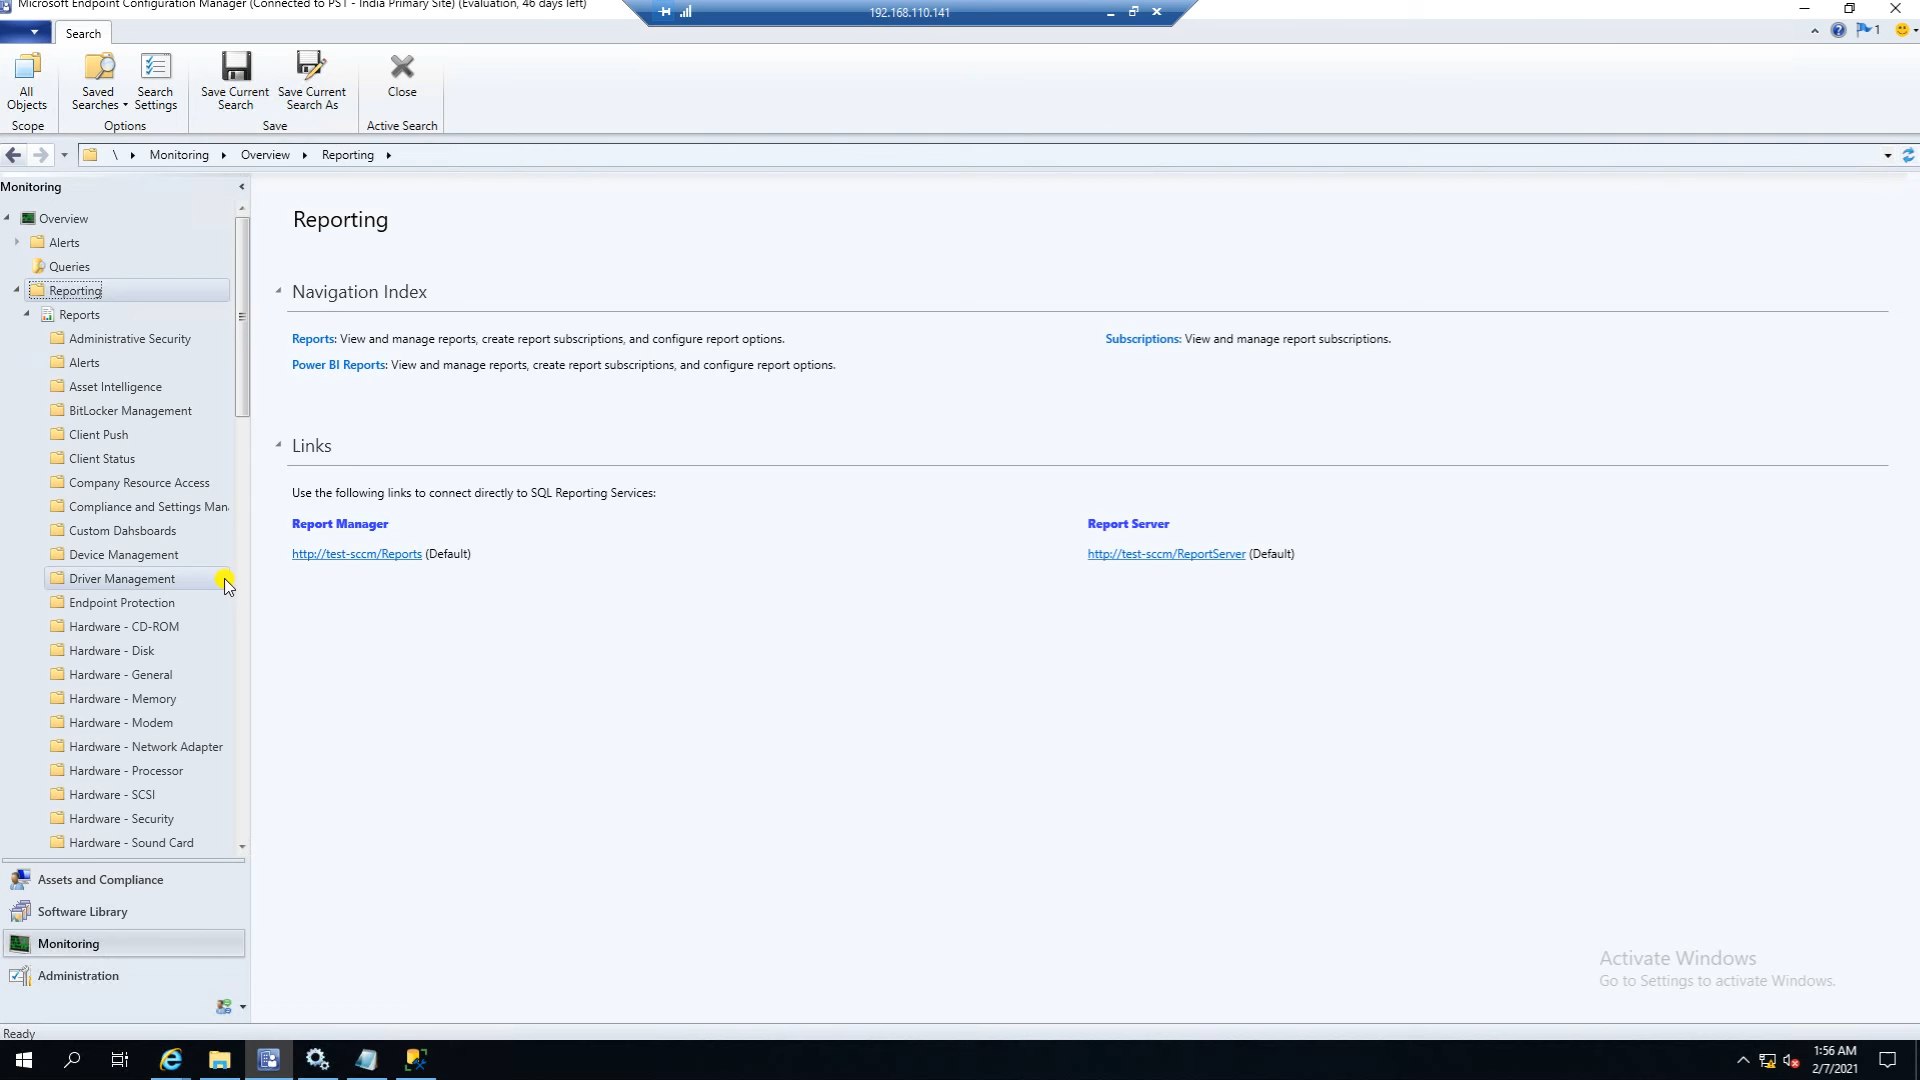 Microsoft Endpoint Configuration Manager (Connected to PST - India Primary Site) (Evaluation, 46 days left)
192.168.110.141
Search
1
All Objects
Saved Searches
Search Settings
Save Current Search
Save Current Search As
Close
Scope
Options
Save
Active Search
\ Monitoring Overview Reporting
Monitoring
Overview
Alerts
Queries
Reporting
Reports
Administrative Security
Alerts
Asset Intelligence
BitLocker Management
Client Push
Client Status
Company Resource Access
Compliance and Settings Man
Custom Dahsboards
Device Management
Driver Management
Endpoint Protection
Hardware - CD-ROM
Hardware - Disk
Hardware - General
Hardware - Memory
Hardware - Modem
Hardware - Network Adapter
Hardware - Processor
Hardware - SCSI
Hardware - Security
Hardware - Sound Card
Assets and Compliance
Software Library
Monitoring
Administration
Reporting
Navigation Index
Reports: View and manage reports, create report subscriptions, and configure report options.
Subscriptions: View and manage report subscriptions.
Power BI Reports: View and manage reports, create report subscriptions, and configure report options.
Links
Use the following links to connect directly to SQL Reporting Services:
Report Manager
Report Server
http://test-sccm/Reports (Default)
http://test-sccm/ReportServer (Default)
Activate Windows
Go to Settings to activate Windows.
Ready
1:56 AM
2/7/2021